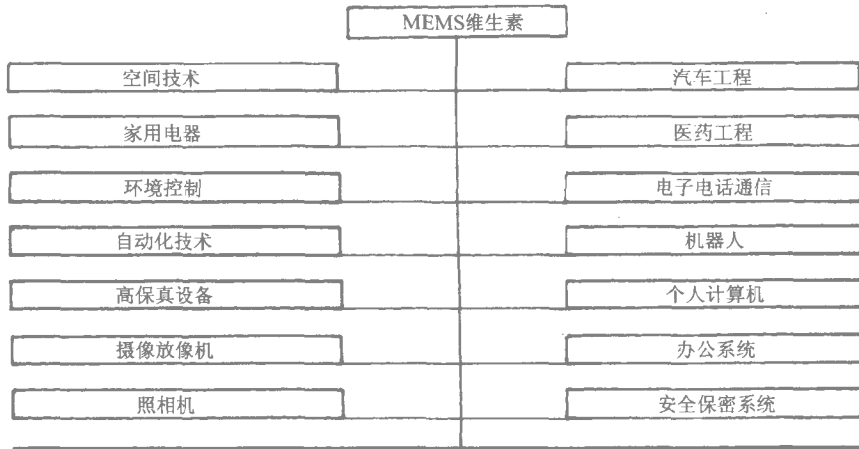 MEMS维生素
空间技术 汽车工程
家用电器 医药工程
环境控制 电子电话通信
自动化技术 机器人
高保真设备 个人计算机
摄像放像机 办公系统
照相机 安全保密系统